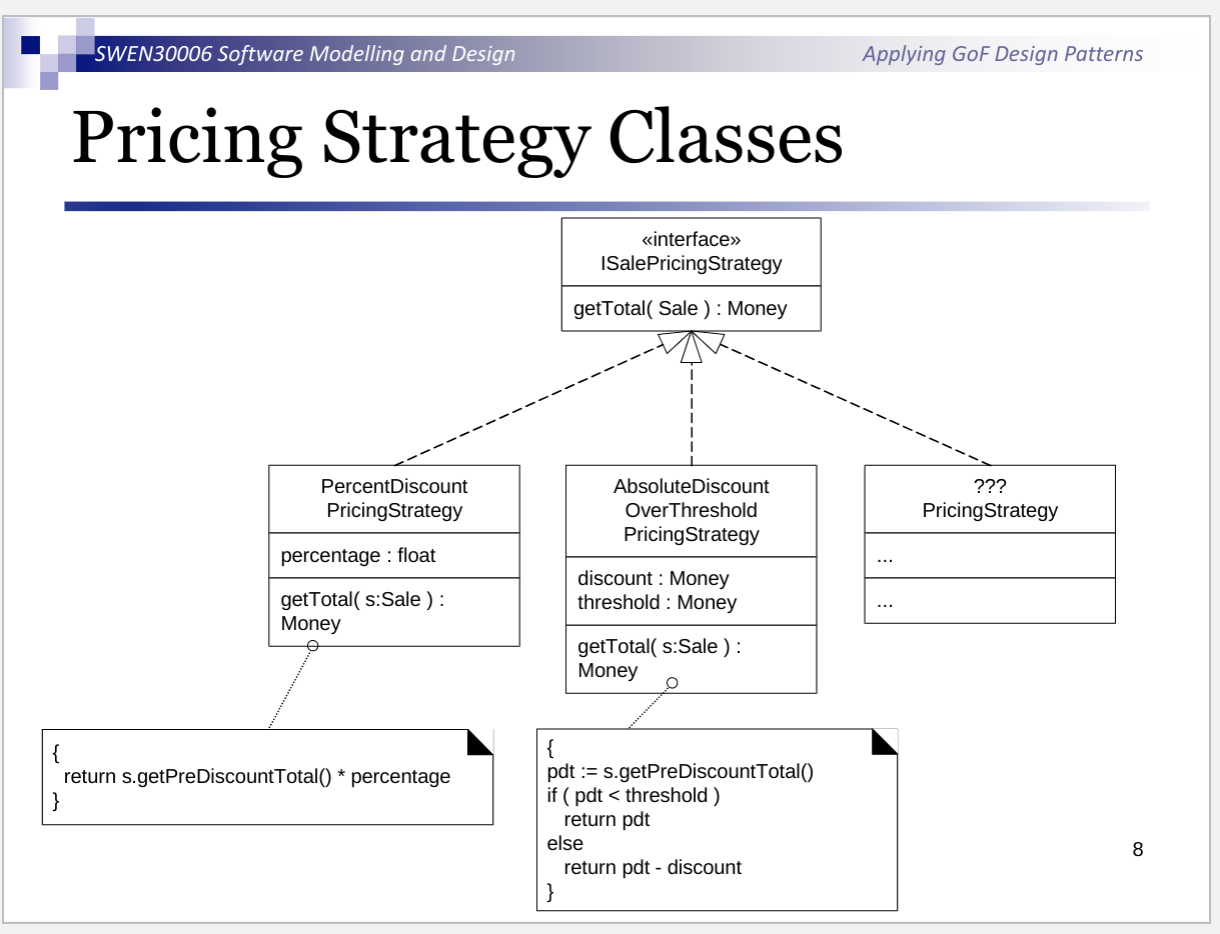 SWEN30006 Software Modelling and Design
Applying GoF Design Patterns
Pricing Strategy Classes
«interface»
ISalePricingStrategy
getTotal( Sale ) : Money
PercentDiscount
PricingStrategy
percentage : float
getTotal( s:Sale ) :
Money
AbsoluteDiscount
OverThreshold
PricingStrategy
discount : Money
threshold : Money
getTotal( s:Sale ) :
Money
???
PricingStrategy
...
...
{
return s.getPreDiscountTotal() * percentage
}
{
pdt := s.getPreDiscountTotal()
if ( pdt < threshold )
return pdt
else
return pdt - discount
}
8